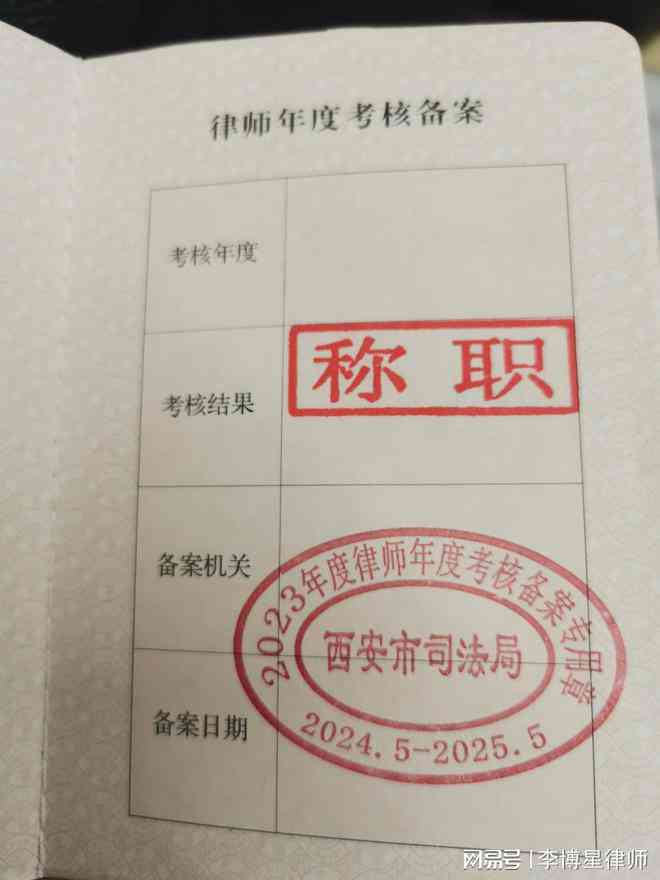 律师年度考核备案
考核年度
考核结果
称 职
备案机关
2023年度律师年度考核备案专用章
西安市司法局
2024.5-2025.5
备案日期
网易号 | 李博星律师